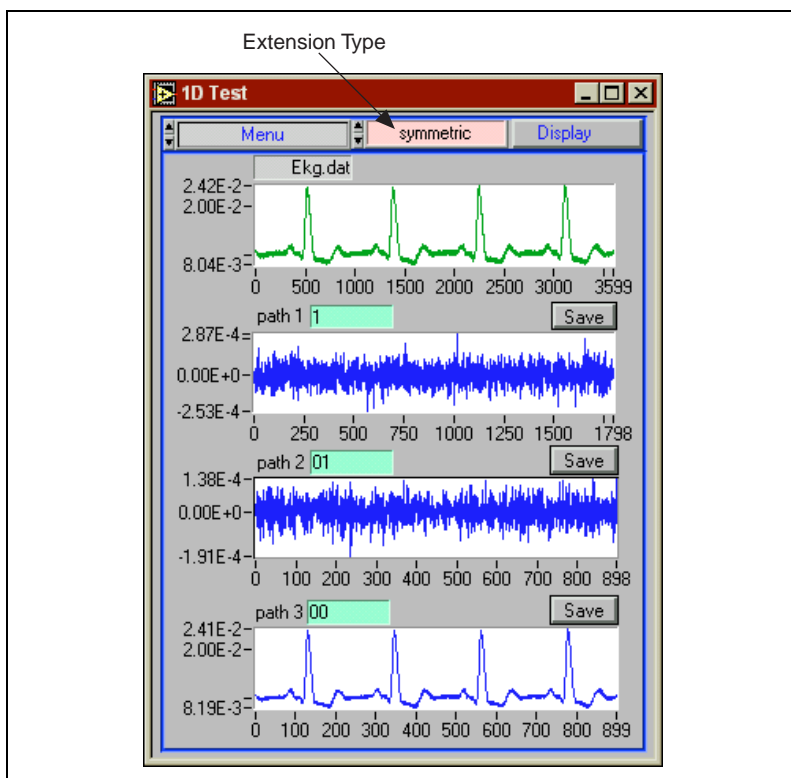 Extension Type
1D Test
Menu symmetric Display
Ekg.dat
2.42E-2
2.00E-2
8.04E-3
0 500 1000 1500 2000 2500 3000 3599
path 1 1 Save
2.87E-4
0.00E+0
-2.53E-4
0 250 500 750 1000 1250 1500 1798
path 2 01 Save
1.38E-4
0.00E+0
-1.91E-4
0 100 200 300 400 500 600 700 800 898
path 3 00 Save
2.41E-2
2.00E-2
8.19E-3
0 100 200 300 400 500 600 700 800 899